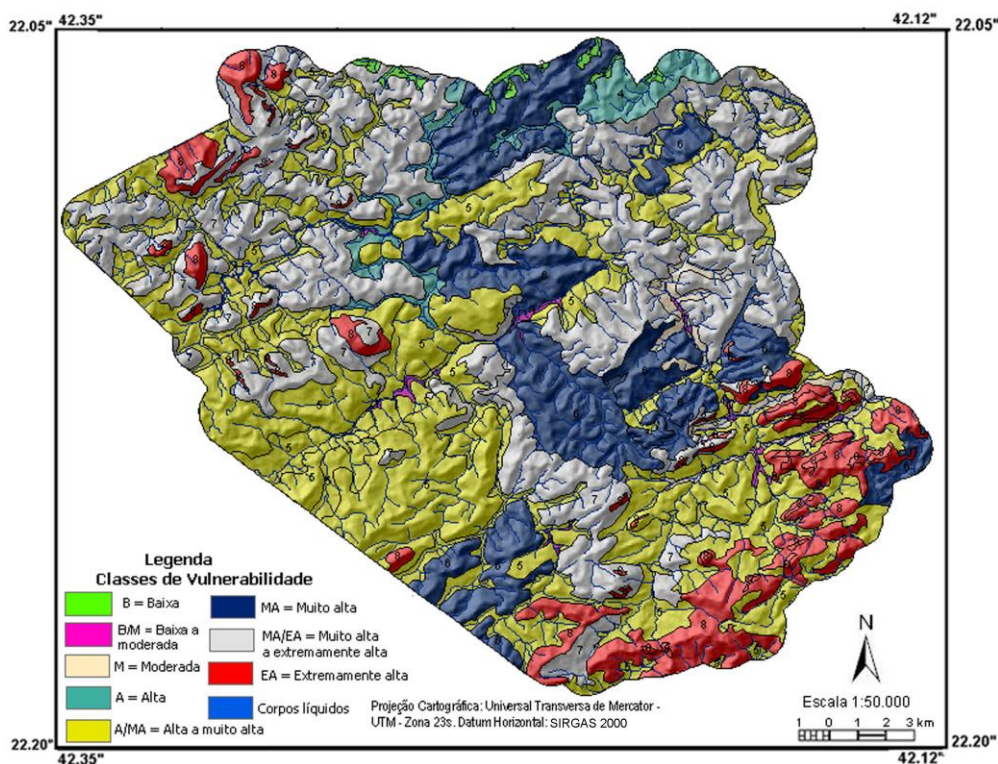 42.35"
42.12"
22.05"
22.05"
Legenda
Classes de Vulnerabilidade
B = Baixa
B/M = Baixa a
moderada
M = Moderada
A = Alta
A/MA = Alta a muito alta
MA = Muito alta
MA/EA = Muito alta
a extremamente alta
EA = Extremamente alta
Corpos líquidos
Projeção Cartográfica: Universal Transversa de Mercator -
UTM - Zona 23s. Datum Horizontal: SIRGAS 2000
N
Escala 1:50.000
1 0 1 2 3 km
22.20"
22.20"
42.35"
42.12"